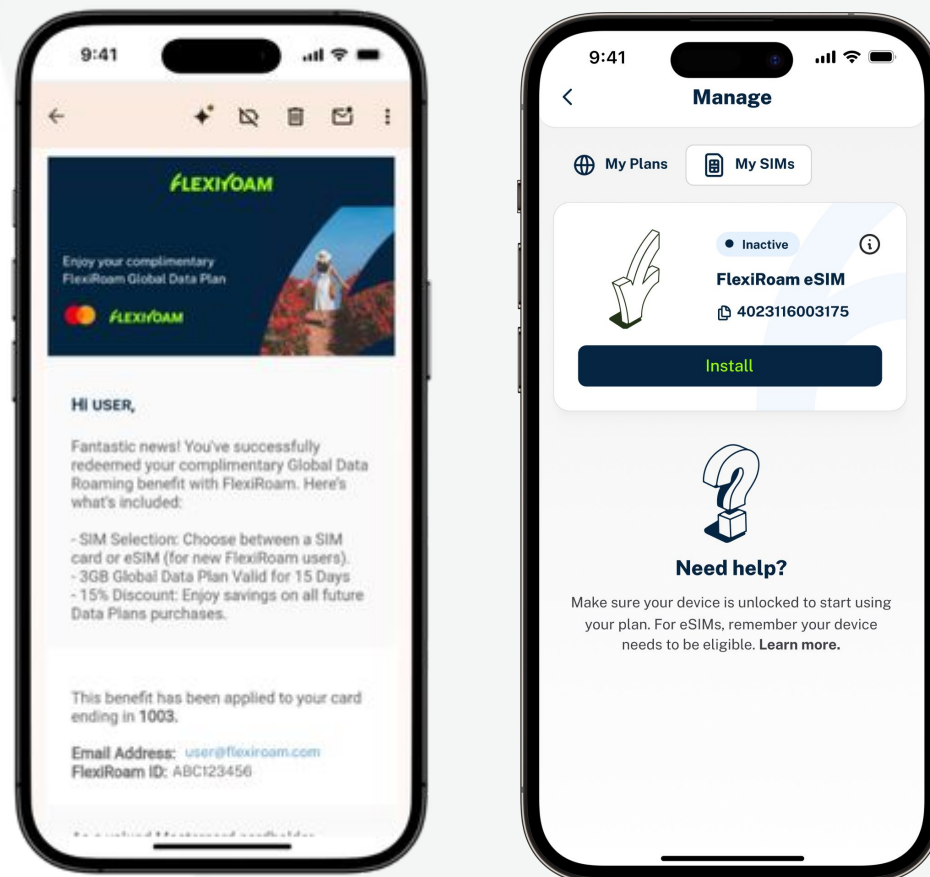 9:41
FLEXIROAM
Enjoy your complimentary
FlexiRoam Global Data Plan
FLEXIROAM
Hi USER,
Fantastic news! You've successfully
redeemed your complimentary Global Data
Roaming benefit with FlexiRoam. Here's
what's included:
- SIM Selection: Choose between a SIM
card or eSIM (for new FlexiRoam users).
- 3GB Global Data Plan Valid for 15 Days
- 15% Discount: Enjoy savings on all future
Data Plans purchases.
This benefit has been applied to your card
ending in 1003.
Email Address: user@flexiroam.com
FlexiRoam ID: ABC123456
9:41
Manage
My Plans
My SIMs
Inactive
FlexiRoam eSIM
4023116003175
Install
Need help?
Make sure your device is unlocked to start using
your plan. For eSIMs, remember your device
needs to be eligible. Learn more.